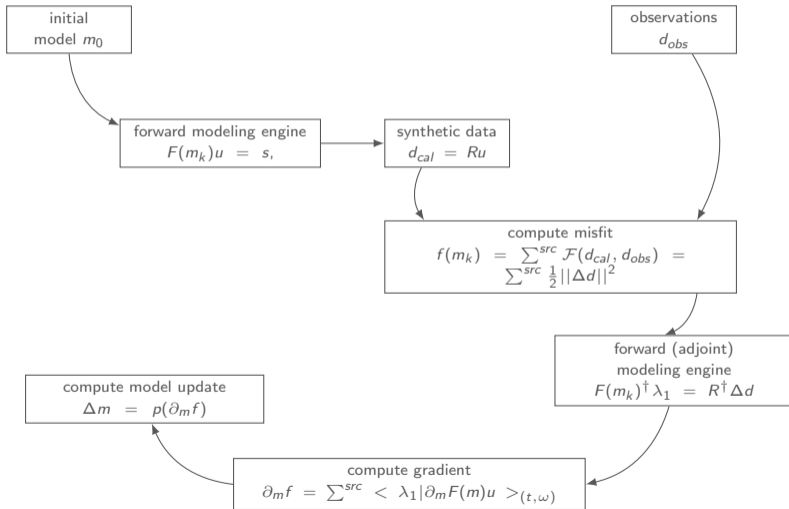 initial
model m₀
observations
d_obs
forward modeling engine
F(m_k)u = s,
synthetic data
d_cal = Ru
compute misfit
f(m_k) = ∑^src ℱ(d_cal, d_obs) =
∑^src ½||Δd||²
forward (adjoint)
modeling engine
F(m_k)†λ₁ = R†Δd
compute model update
Δm = p(∂_m f)
compute gradient
∂_m f = ∑^src < λ₁|∂_m F(m)u >_(t,ω)